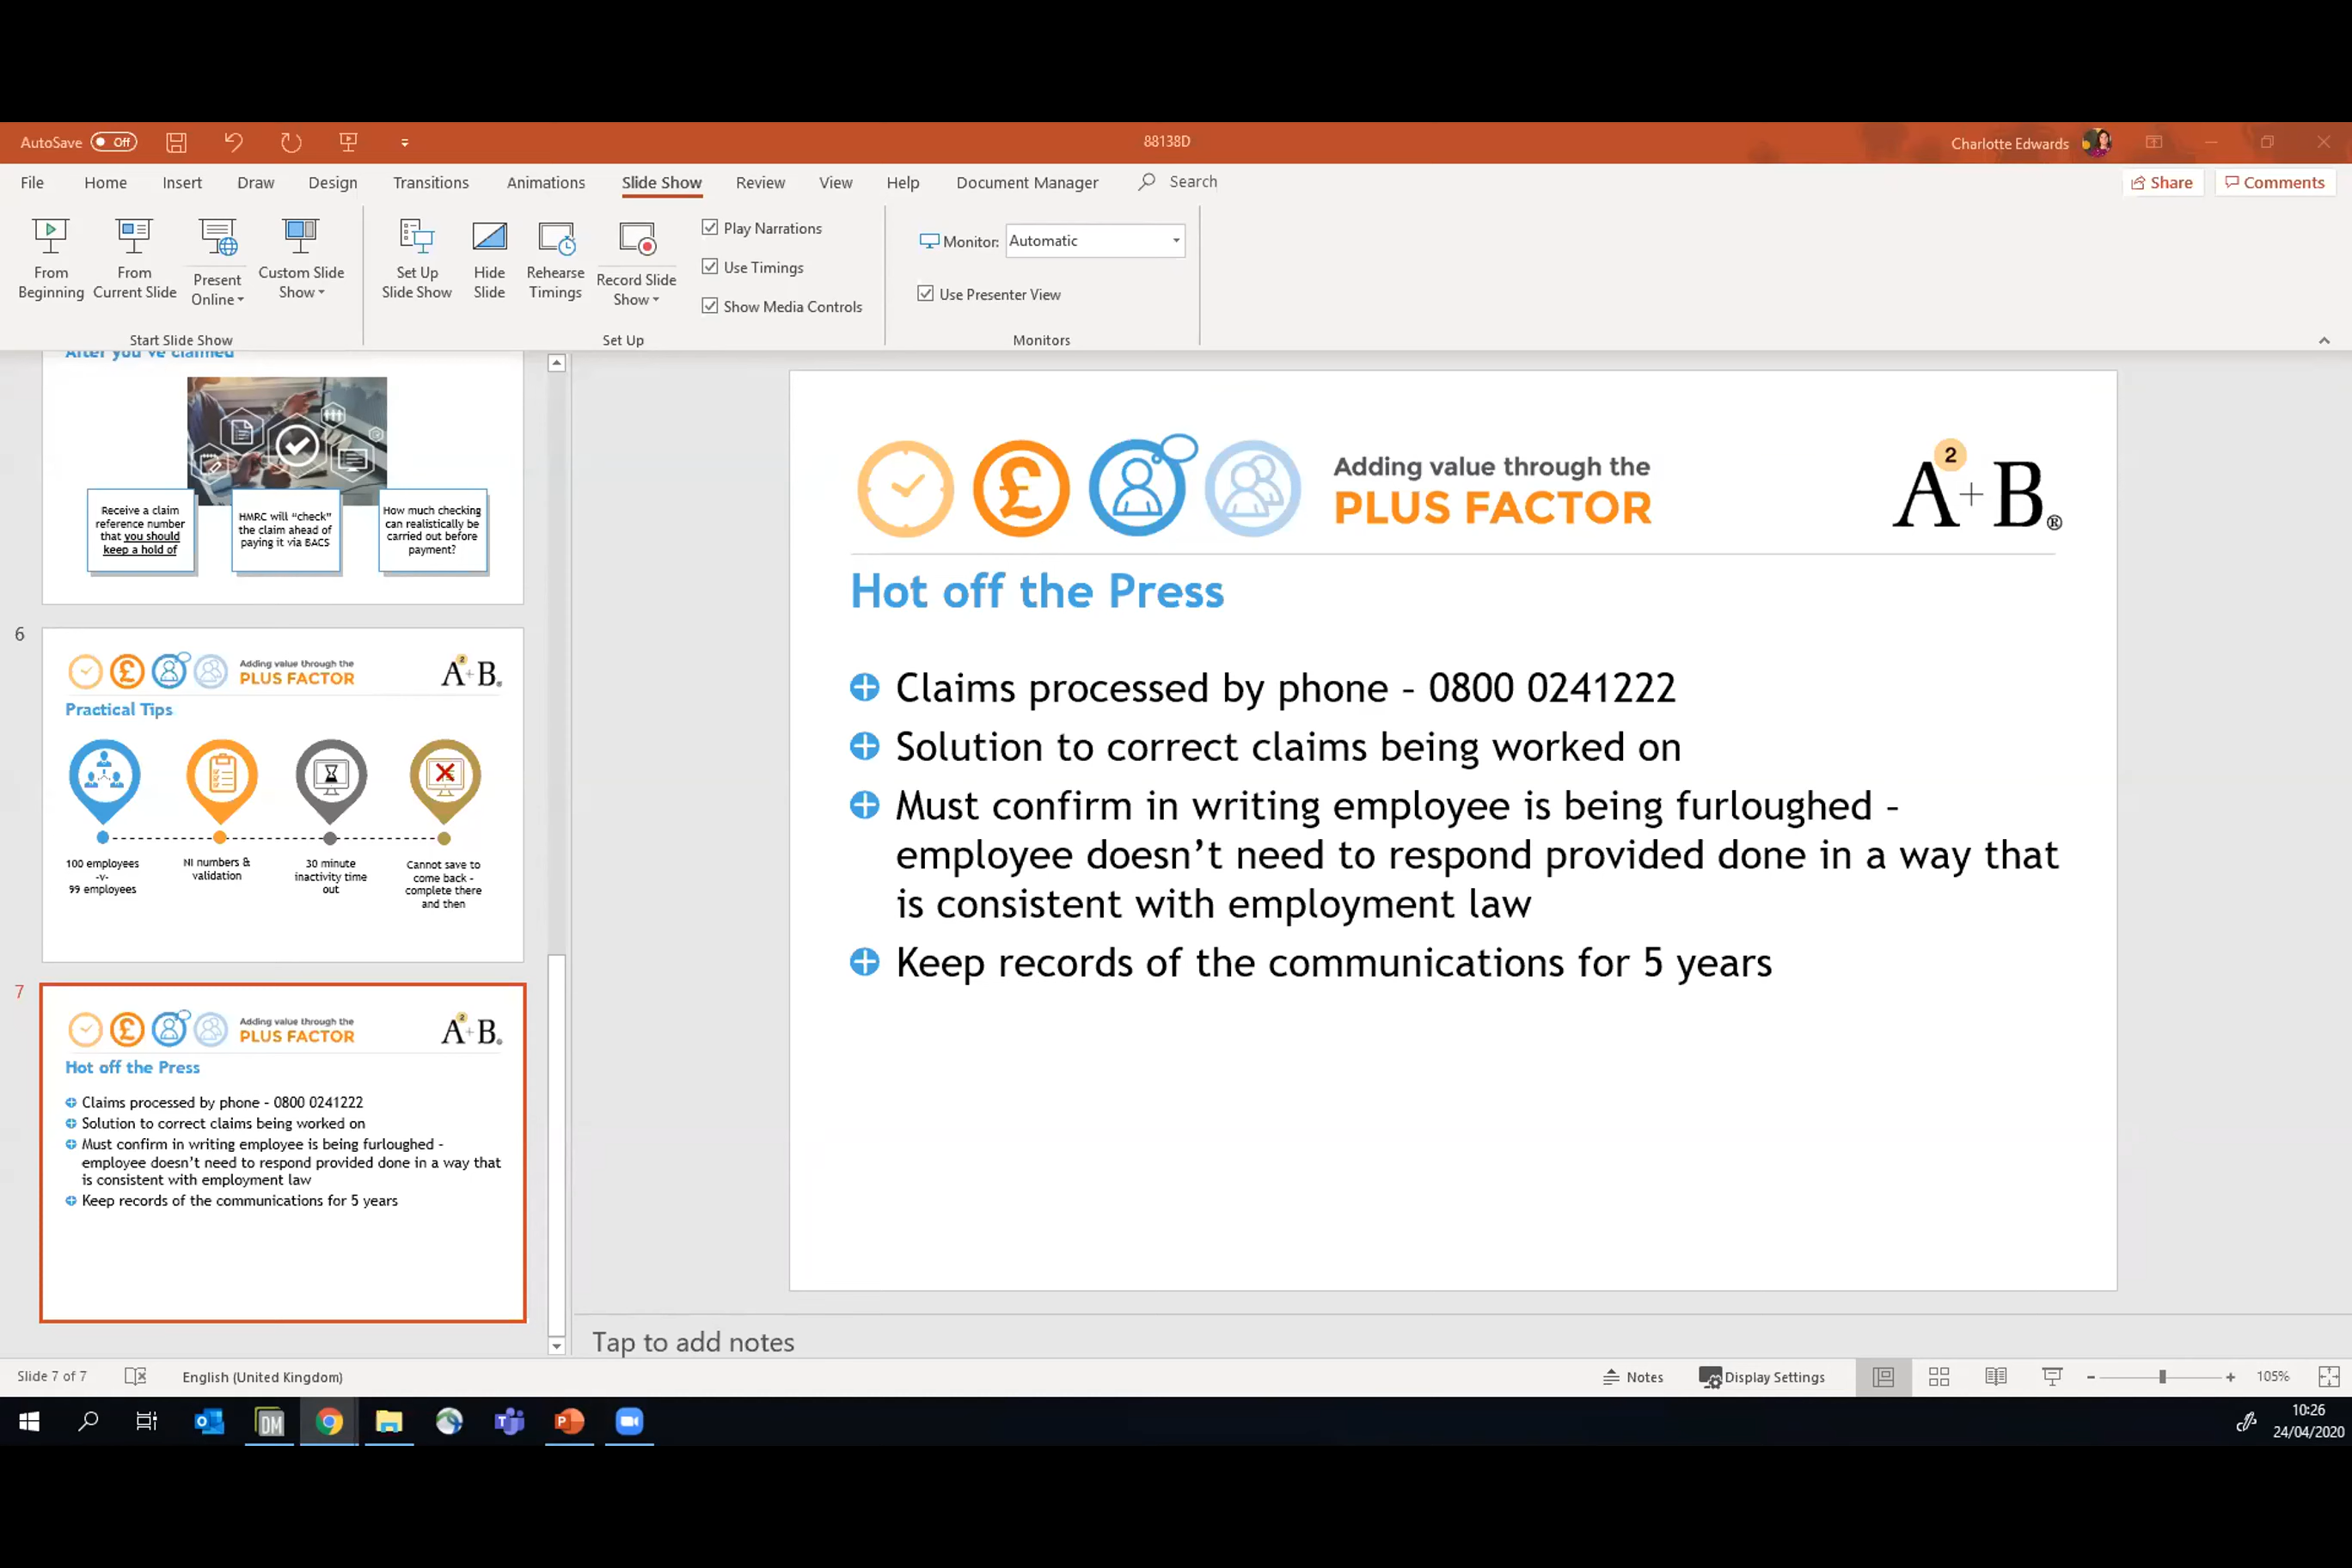 AutoSave Off
88138D
Charlotte Edwards
File Home Insert Draw Design Transitions Animations Slide Show Review View Help Document Manager Search
Share Comments
From Beginning
From Current Slide
Present Online
Custom Slide Show
Start Slide Show
Set Up Slide Show
Hide Slide
Rehearse Timings
Record Slide Show
Play Narrations
Use Timings
Show Media Controls
Set Up
Monitor: Automatic
Use Presenter View
Monitors
After you've claimed
Receive a claim
reference number
that you should
keep a hold of
HMRC will "check"
the claim ahead of
paying it via BACS
How much checking
can realistically be
carried out before
payment?
6
Adding value through the
PLUS FACTOR
A+B
2
Practical Tips
100 employees
-v-
99 employees
NI numbers &
validation
30 minute
inactivity time
out
Cannot save to
come back -
complete there
and then
7
Adding value through the
PLUS FACTOR
A+B
2
Hot off the Press
Claims processed by phone - 0800 0241222
Solution to correct claims being worked on
Must confirm in writing employee is being furloughed -
employee doesn't need to respond provided done in a way that
is consistent with employment law
Keep records of the communications for 5 years
Adding value through the
PLUS FACTOR
2
A+B®
Hot off the Press
Claims processed by phone - 0800 0241222
Solution to correct claims being worked on
Must confirm in writing employee is being furloughed -
employee doesn't need to respond provided done in a way that
is consistent with employment law
Keep records of the communications for 5 years
Tap to add notes
Slide 7 of 7 English (United Kingdom) Notes Display Settings 105%
10:26
24/04/2020